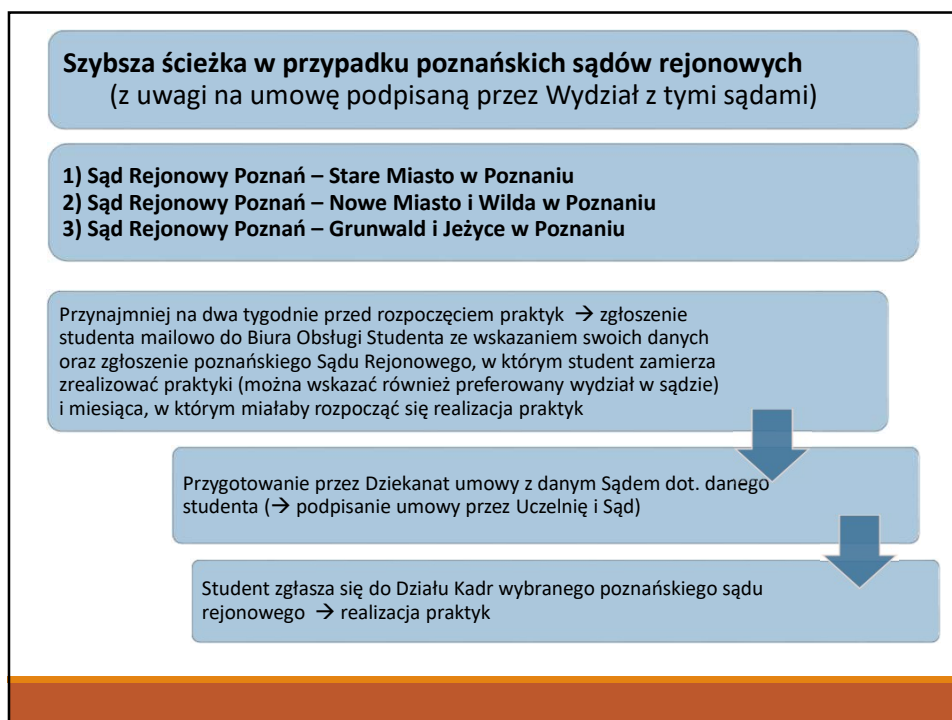 Szybsza ścieżka w przypadku poznańskich sądów rejonowych
(z uwagi na umowę podpisaną przez Wydział z tymi sądami)
1) Sąd Rejonowy Poznań – Stare Miasto w Poznaniu
2) Sąd Rejonowy Poznań – Nowe Miasto i Wilda w Poznaniu
3) Sąd Rejonowy Poznań – Grunwald i Jeżyce w Poznaniu
Przynajmniej na dwa tygodnie przed rozpoczęciem praktyk → zgłoszenie
studenta mailowo do Biura Obsługi Studenta ze wskazaniem swoich danych
oraz zgłoszenie poznańskiego Sądu Rejonowego, w którym student zamierza
zrealizować praktyki (można wskazać również preferowany wydział w sądzie)
i miesiąca, w którym miałaby rozpocząć się realizacja praktyk
Przygotowanie przez Dziekanat umowy z danym Sądem dot. danego
studenta (→ podpisanie umowy przez Uczelnię i Sąd)
Student zgłasza się do Działu Kadr wybranego poznańskiego sądu
rejonowego → realizacja praktyk